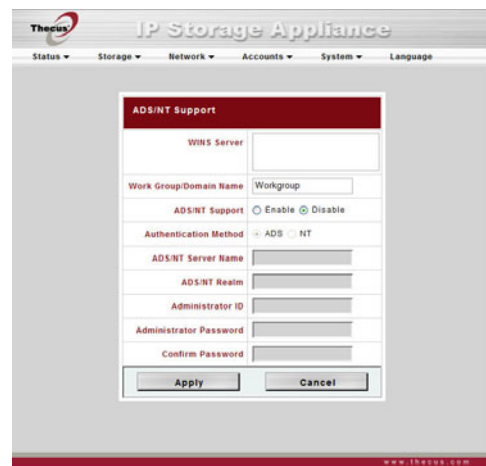 Thecus
IP Storage Appliance
Status Storage Network Accounts System Language
ADS/NT Support
WINS Server
Work Group/Domain Name Workgroup
ADS/NT Support Enable Disable
Authentication Method ADS NT
ADS/NT Server Name
ADS/NT Realm
Administrator ID
Administrator Password
Confirm Password
Apply Cancel
www.thecus.com